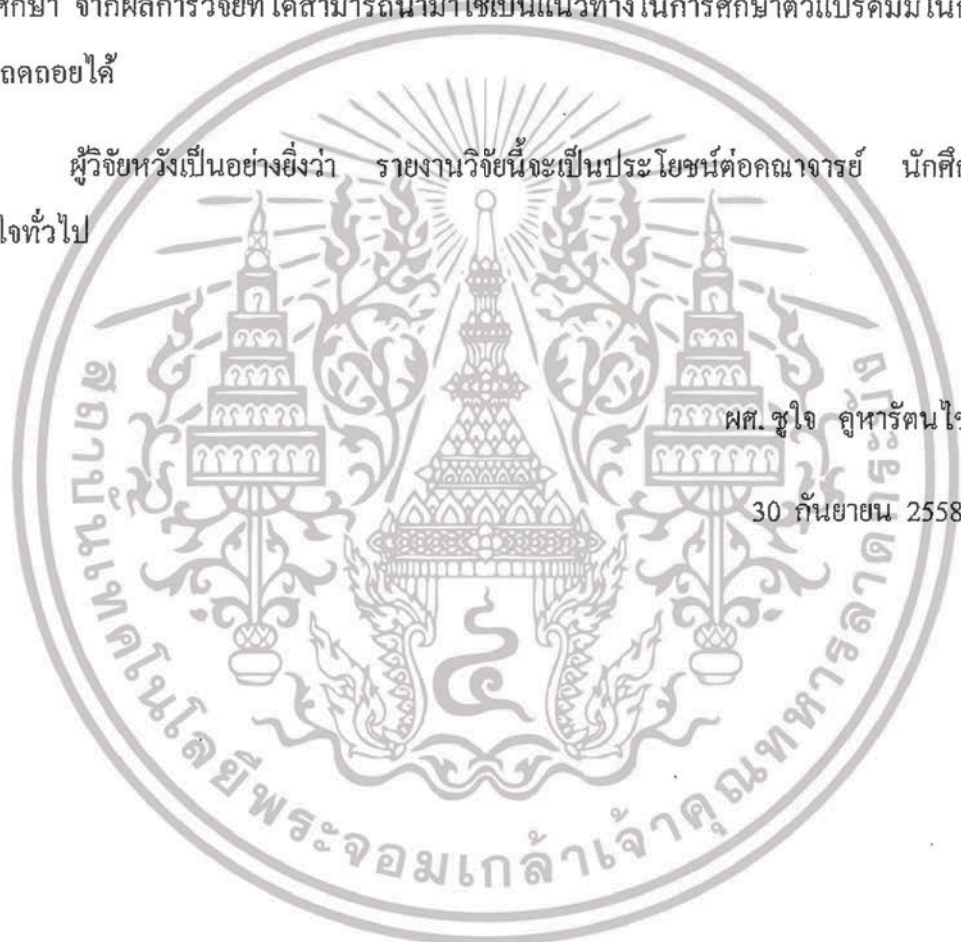 ศึกษา จากผลการวิจัยที่ได้สามารถนำมาใช้เป็นแนวทางในการศึกษาตัวแปรดัมมี่ใน
ถดถอยได้
ผู้วิจัยหวังเป็นอย่างยิ่งว่า รายงานวิจัยนี้จะเป็นประโยชน์ต่อคณาจารย์ นักศึก
ใจทั่วไป
ผศ. ชูใจ คูหารัตนไช
30 กันยายน 2558
สถาบันเทคโนโลยีพระจอมเกล้าเจ้าคุณทหารลาดกระบัง
๔